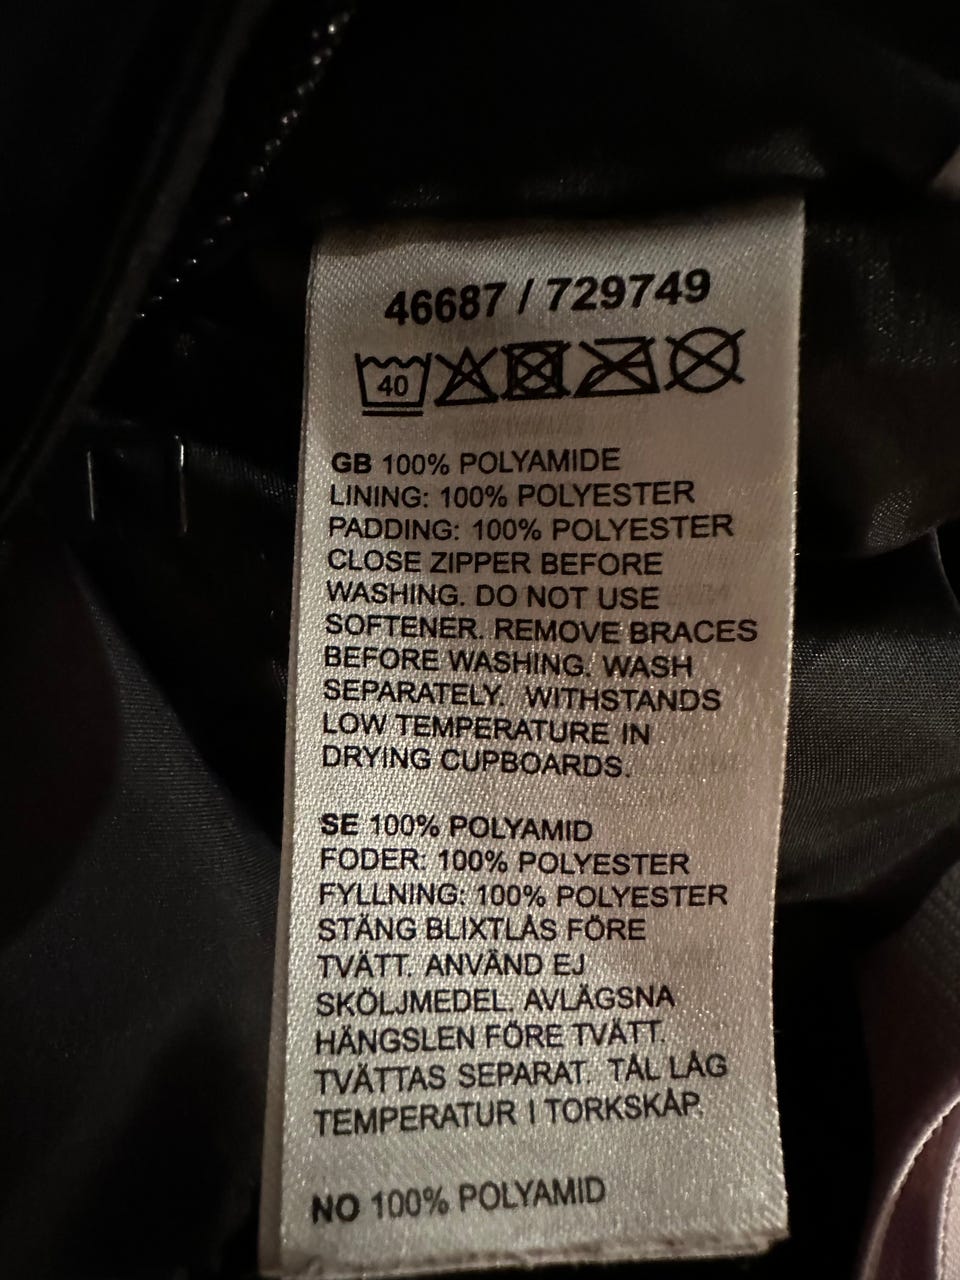 46687 / 729749
40
GB 100% POLYAMIDE
LINING: 100% POLYESTER
PADDING: 100% POLYESTER
CLOSE ZIPPER BEFORE
WASHING. DO NOT USE
SOFTENER. REMOVE BRACES
BEFORE WASHING. WASH
SEPARATELY. WITHSTANDS
LOW TEMPERATURE IN
DRYING CUPBOARDS.
SE 100% POLYAMID
FODER: 100% POLYESTER
FYLLNING: 100% POLYESTER
STÄNG BLIXTLÅS FÖRE
TVÄTT. ANVÄND EJ
SKÖLJMEDEL. AVLÄGSNA
HÄNGSLEN FÖRE TVÄTT.
TVÄTTAS SEPARAT. TÅL LÅG
TEMPERATUR I TORKSKÅP.
NO 100% POLYAMID